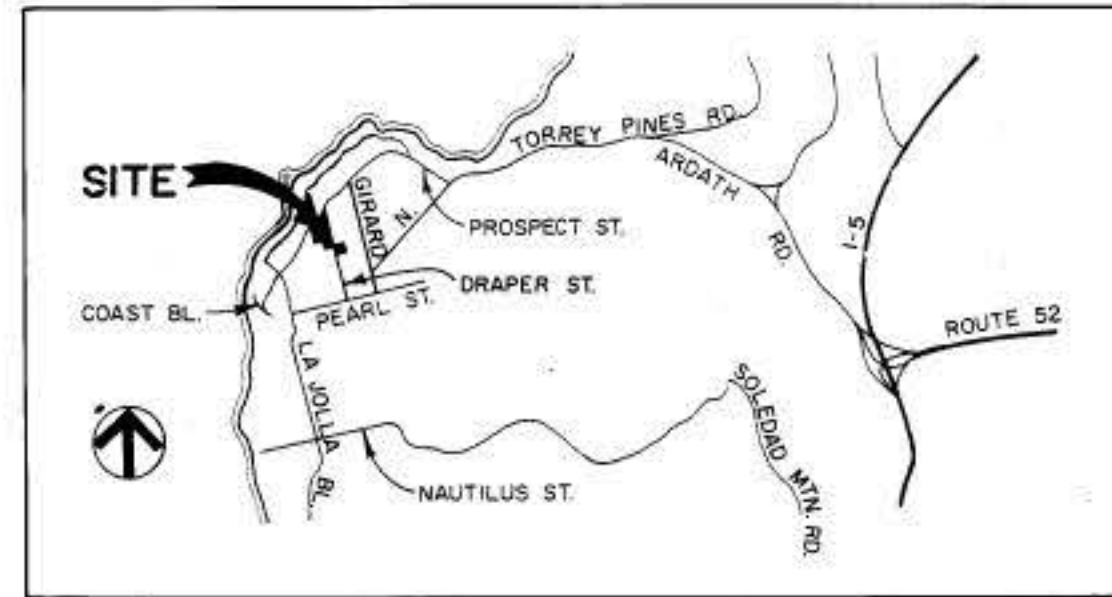 TORREY PINES RD.
ARDATH
RD.
I-5
SITE
GIRARD
N.
PROSPECT ST.
DRAPER ST.
COAST BL.
PEARL ST.
ROUTE 52
LA JOLLA
BL.
SOLEDAD MTN. RD.
NAUTILUS ST.